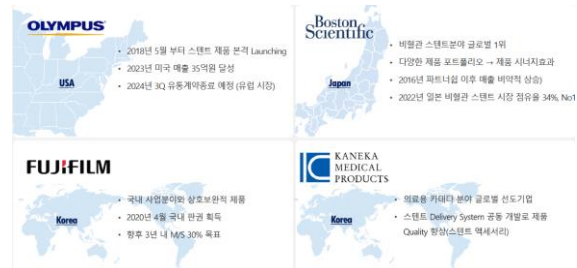 OLYMPUS
USA
• 2018년 5월 부터 스텐트 제품 본격 Launching
• 2023년 미국 매출 35억원 달성
• 2024년 3Q 유통계약종료 예정 (유럽 시장)
Boston
Scientific
Japan
• 비혈관 스텐트분야 글로벌 1위
• 다양한 제품 포트폴리오 → 제품 시너지효과
• 2016년 파트너쉽 이후 매출 비약적 상승)
• 2022년 일본 비혈관 스텐트 시장 점유율 34%, No1
FUJIFILM
Korea
• 국내 사업분야와 상호보완적 제품
• 2020년 4월 국내 판권 획득
• 향후 3년 내 M/S 30% 목표
KANEKA
MEDICAL
PRODUCTS
Korea
• 의료용 카테터 분야 글로벌 선도기업
• 스텐트 Delivery System 공동 개발로 제품
Quality 향상(스텐트 액세서리)